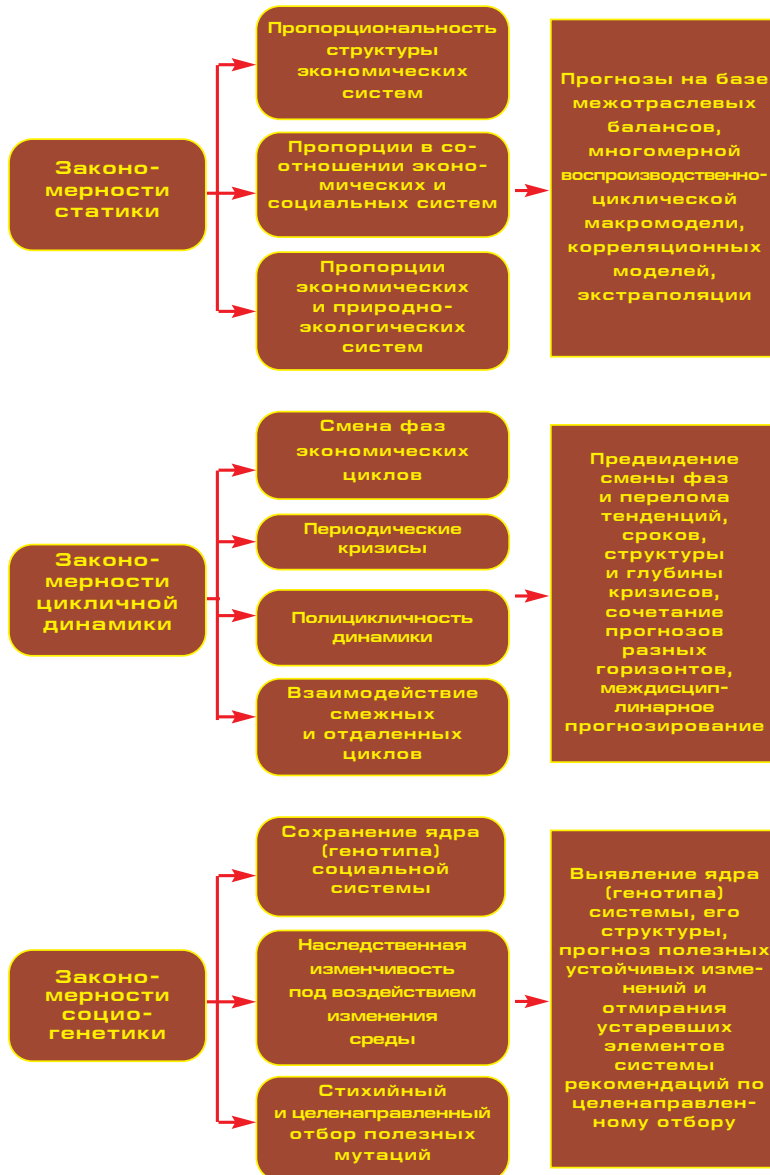 Законо-
мерности
статики
Пропорциональность
структуры
экономических
систем
Пропорции в со-
отношении эконо-
мических и
социальных систем
Пропорции
экономических
и природно-
экологических
систем
Прогнозы на базе
межотраслевых
балансов,
многомерной
воспроизводственно-
циклической
макромодели,
корреляционных
моделей,
экстраполяции
Законо-
мерности
цикличной
динамики
Смена фаз
экономических
циклов
Периодические
кризисы
Полицикличность
динамики
Взаимодействие
смежных
и отдаленных
циклов
Предвидение
смены фаз
и перелома
тенденций,
сроков,
структуры
и глубины
кризисов,
сочетание
прогнозов
разных
горизонтов,
междисцип-
линарное
прогнозирование
Законо-
мерности
социо-
генетики
Сохранение ядра
(генотипа)
социальной
системы
Наследственная
изменчивость
под воздействием
изменения
среды
Стихийный
и целенаправленный
отбор полезных
мутаций
Выявление ядра
(генотипа)
системы, его
структуры,
прогноз полезных
устойчивых изме-
нений и
отмирания
устаревших
элементов
системы
рекомендаций по
целенаправлен-
ному отбору